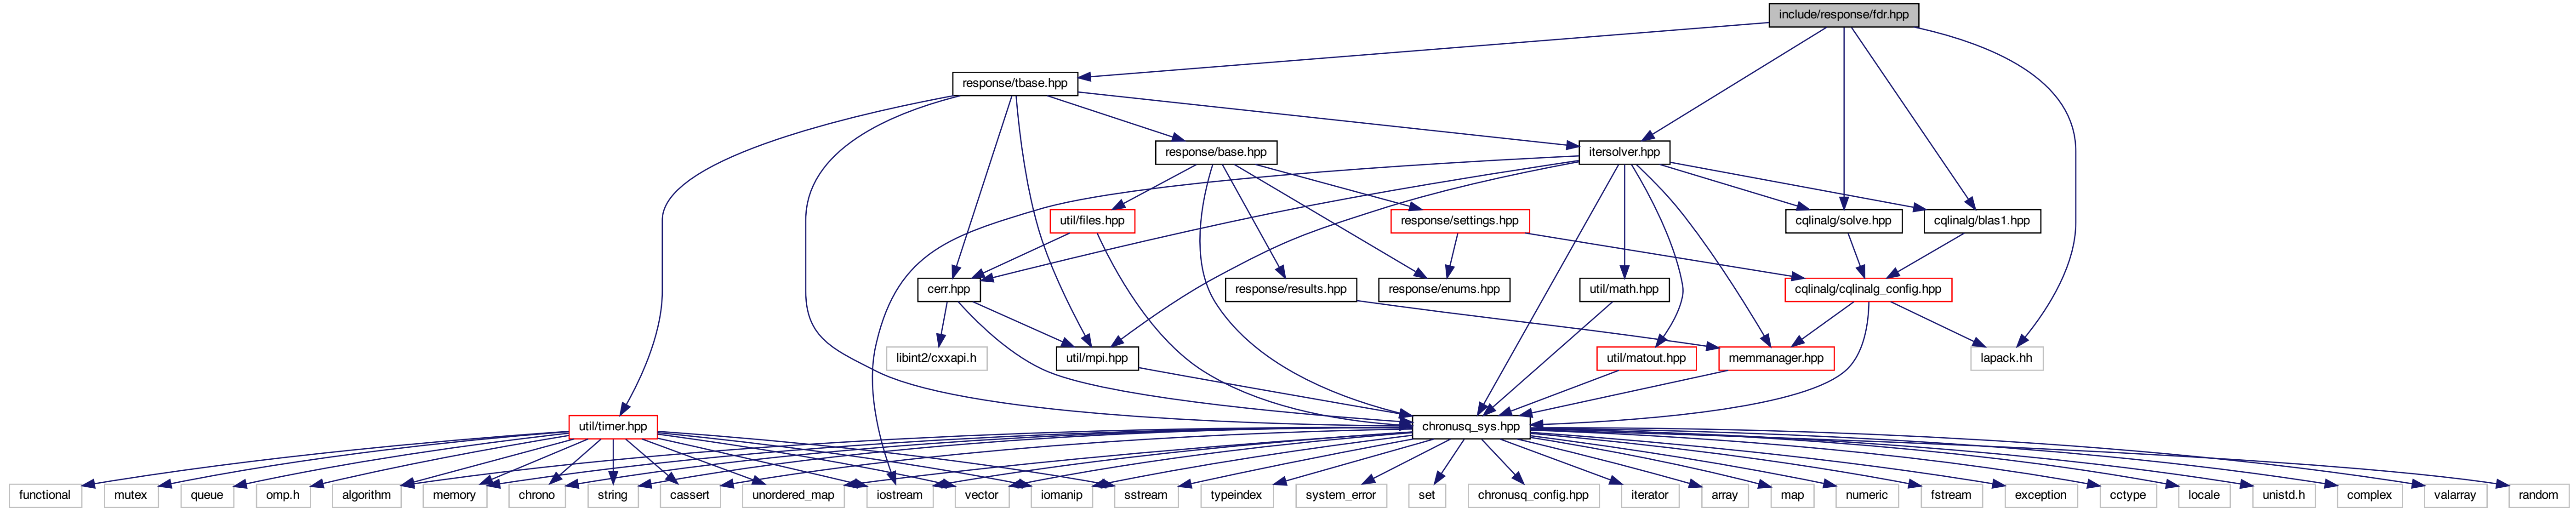 include/response/fdr.hpp
response/tbase.hpp
response/base.hpp
itersolver.hpp
util/files.hpp
response/settings.hpp
cqlinalg/solve.hpp
cqlinalg/blas1.hpp
cerr.hpp
response/results.hpp
response/enums.hpp
util/math.hpp
cqlinalg/cqlinalg_config.hpp
libint2/cxxapi.h
util/mpi.hpp
util/matout.hpp
memmanager.hpp
lapack.hh
util/timer.hpp
chronusq_sys.hpp
functional
mutex
queue
omp.h
algorithm
memory
chrono
string
cassert
unordered_map
iostream
vector
iomanip
sstream
typeindex
system_error
set
chronusq_config.hpp
iterator
array
map
numeric
fstream
exception
cctype
locale
unistd.h
complex
valarray
random